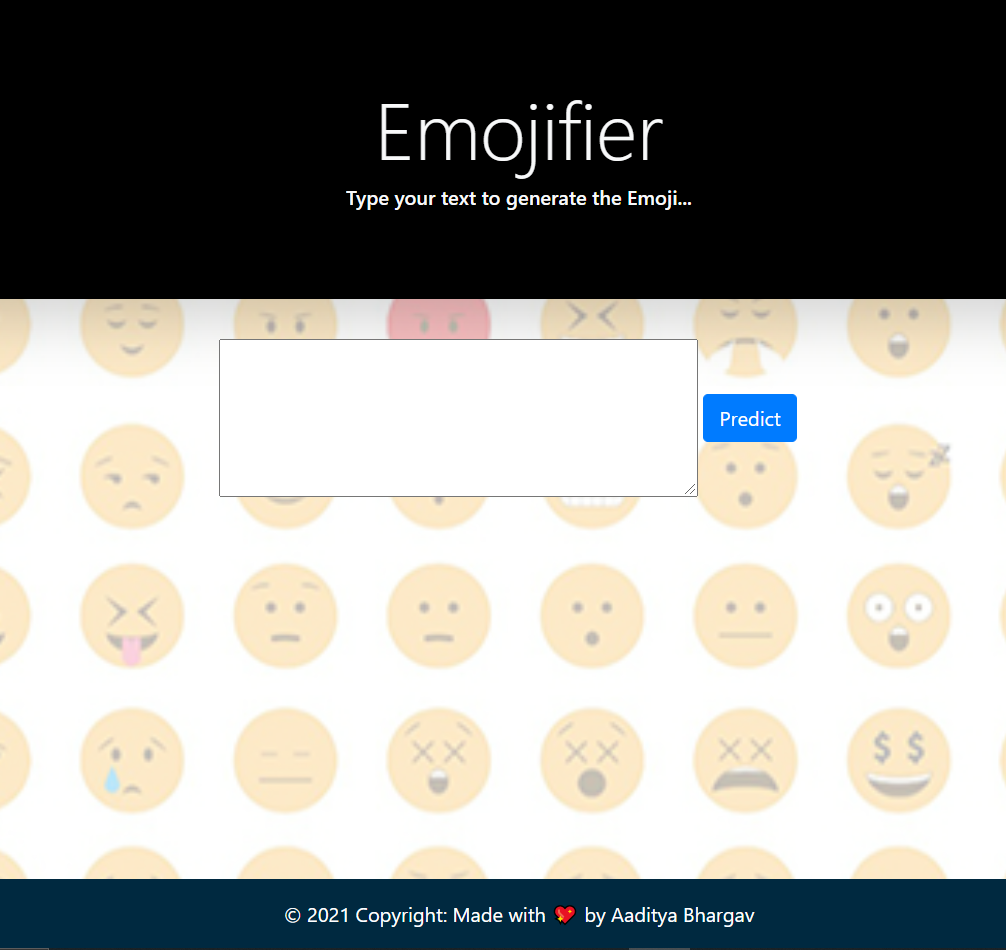 Emojifier
Type your text to generate the Emoji...
Predict
© 2021 Copyright: Made with 💖 by Aaditya Bhargav